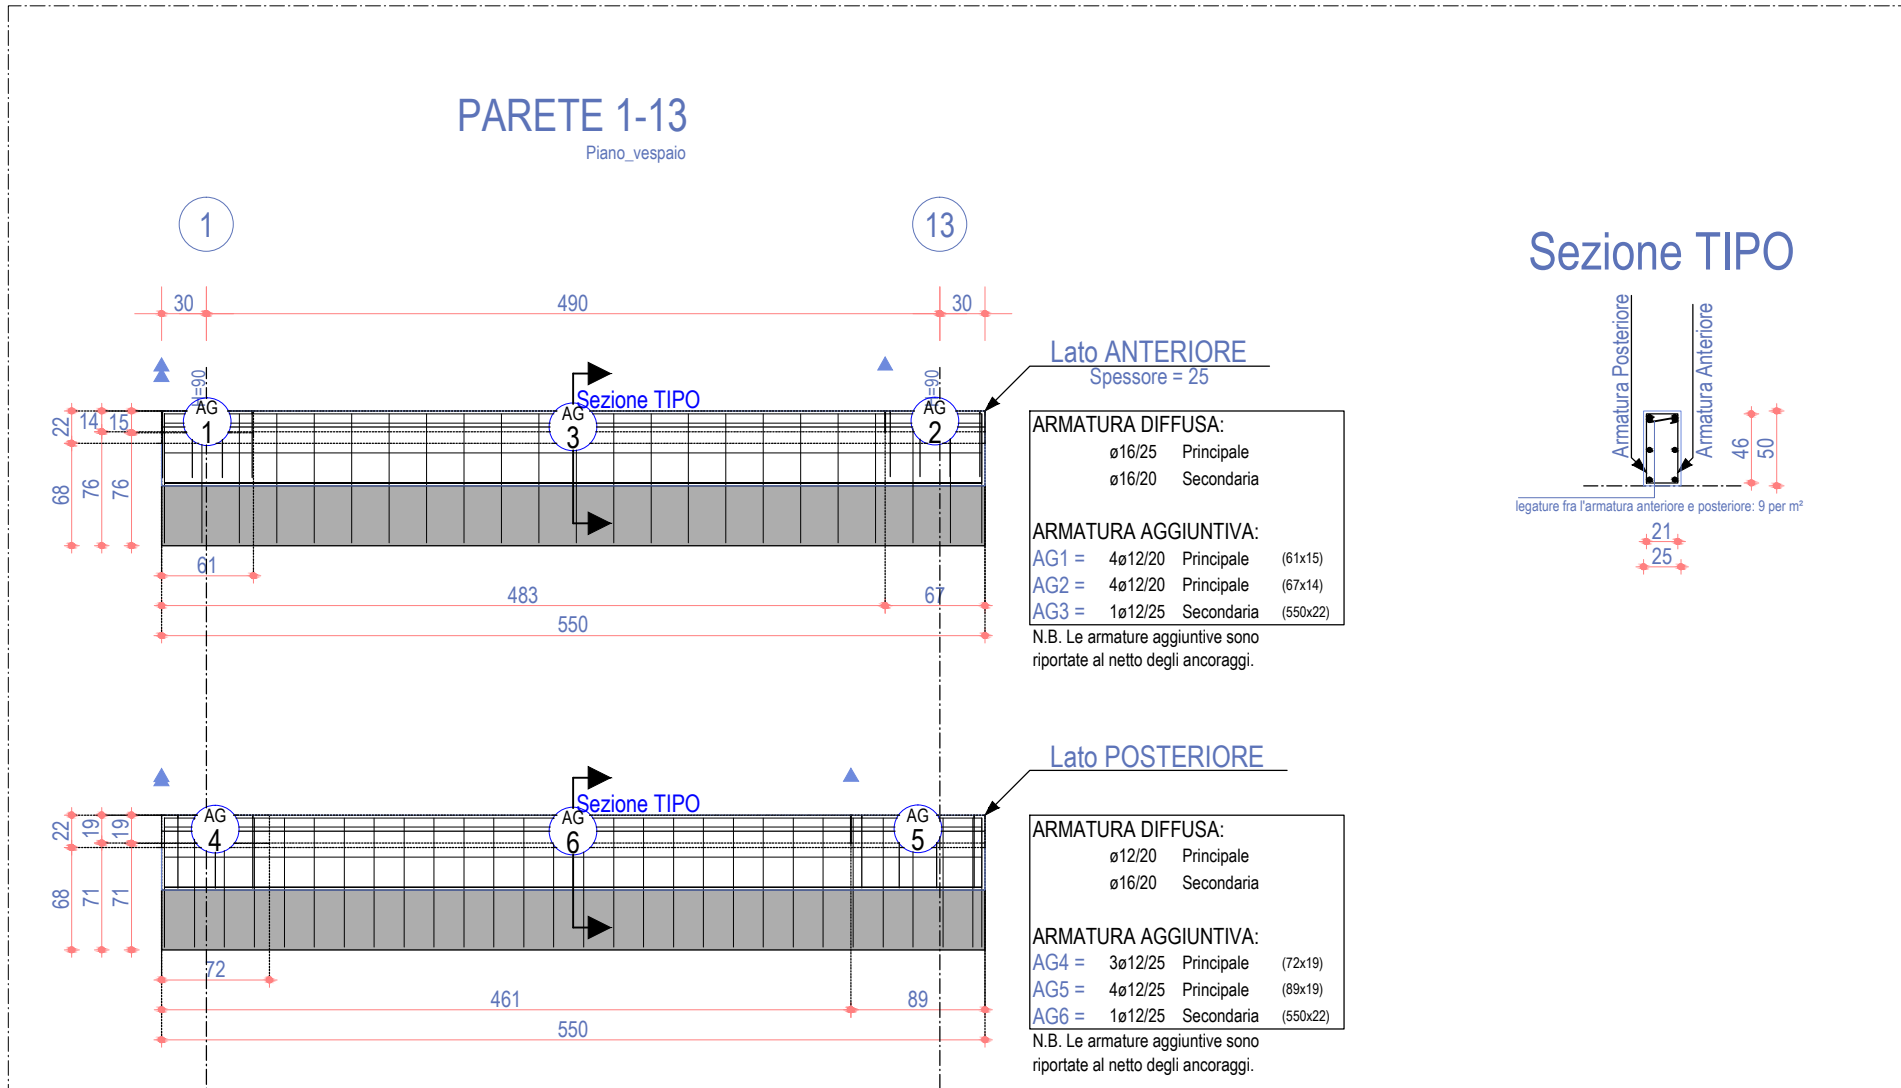 PARETE 1-13
Piano_vespaio
1
13
Sezione TIPO
30
490
30
Armatura Posteriore
Armatura Anteriore
46
50
legature fra l'armatura anteriore e posteriore: 9 per m²
21
25
Lato ANTERIORE
Spessore = 25
H=90
Sezione TIPO
AG
1
AG
3
AG
2
22
14
15
68
76
76
61
483
67
550
ARMATURA DIFFUSA:
ø16/25 Principale
ø16/20 Secondaria
ARMATURA AGGIUNTIVA:
AG1 = 4ø12/20 Principale (61x15)
AG2 = 4ø12/20 Principale (67x14)
AG3 = 1ø12/25 Secondaria (550x22)
N.B. Le armature aggiuntive sono
riportate al netto degli ancoraggi.
Lato POSTERIORE
Sezione TIPO
AG
4
AG
6
AG
5
22
19
19
68
71
71
72
461
89
550
ARMATURA DIFFUSA:
ø12/20 Principale
ø16/20 Secondaria
ARMATURA AGGIUNTIVA:
AG4 = 3ø12/25 Principale (72x19)
AG5 = 4ø12/25 Principale (89x19)
AG6 = 1ø12/25 Secondaria (550x22)
N.B. Le armature aggiuntive sono
riportate al netto degli ancoraggi.